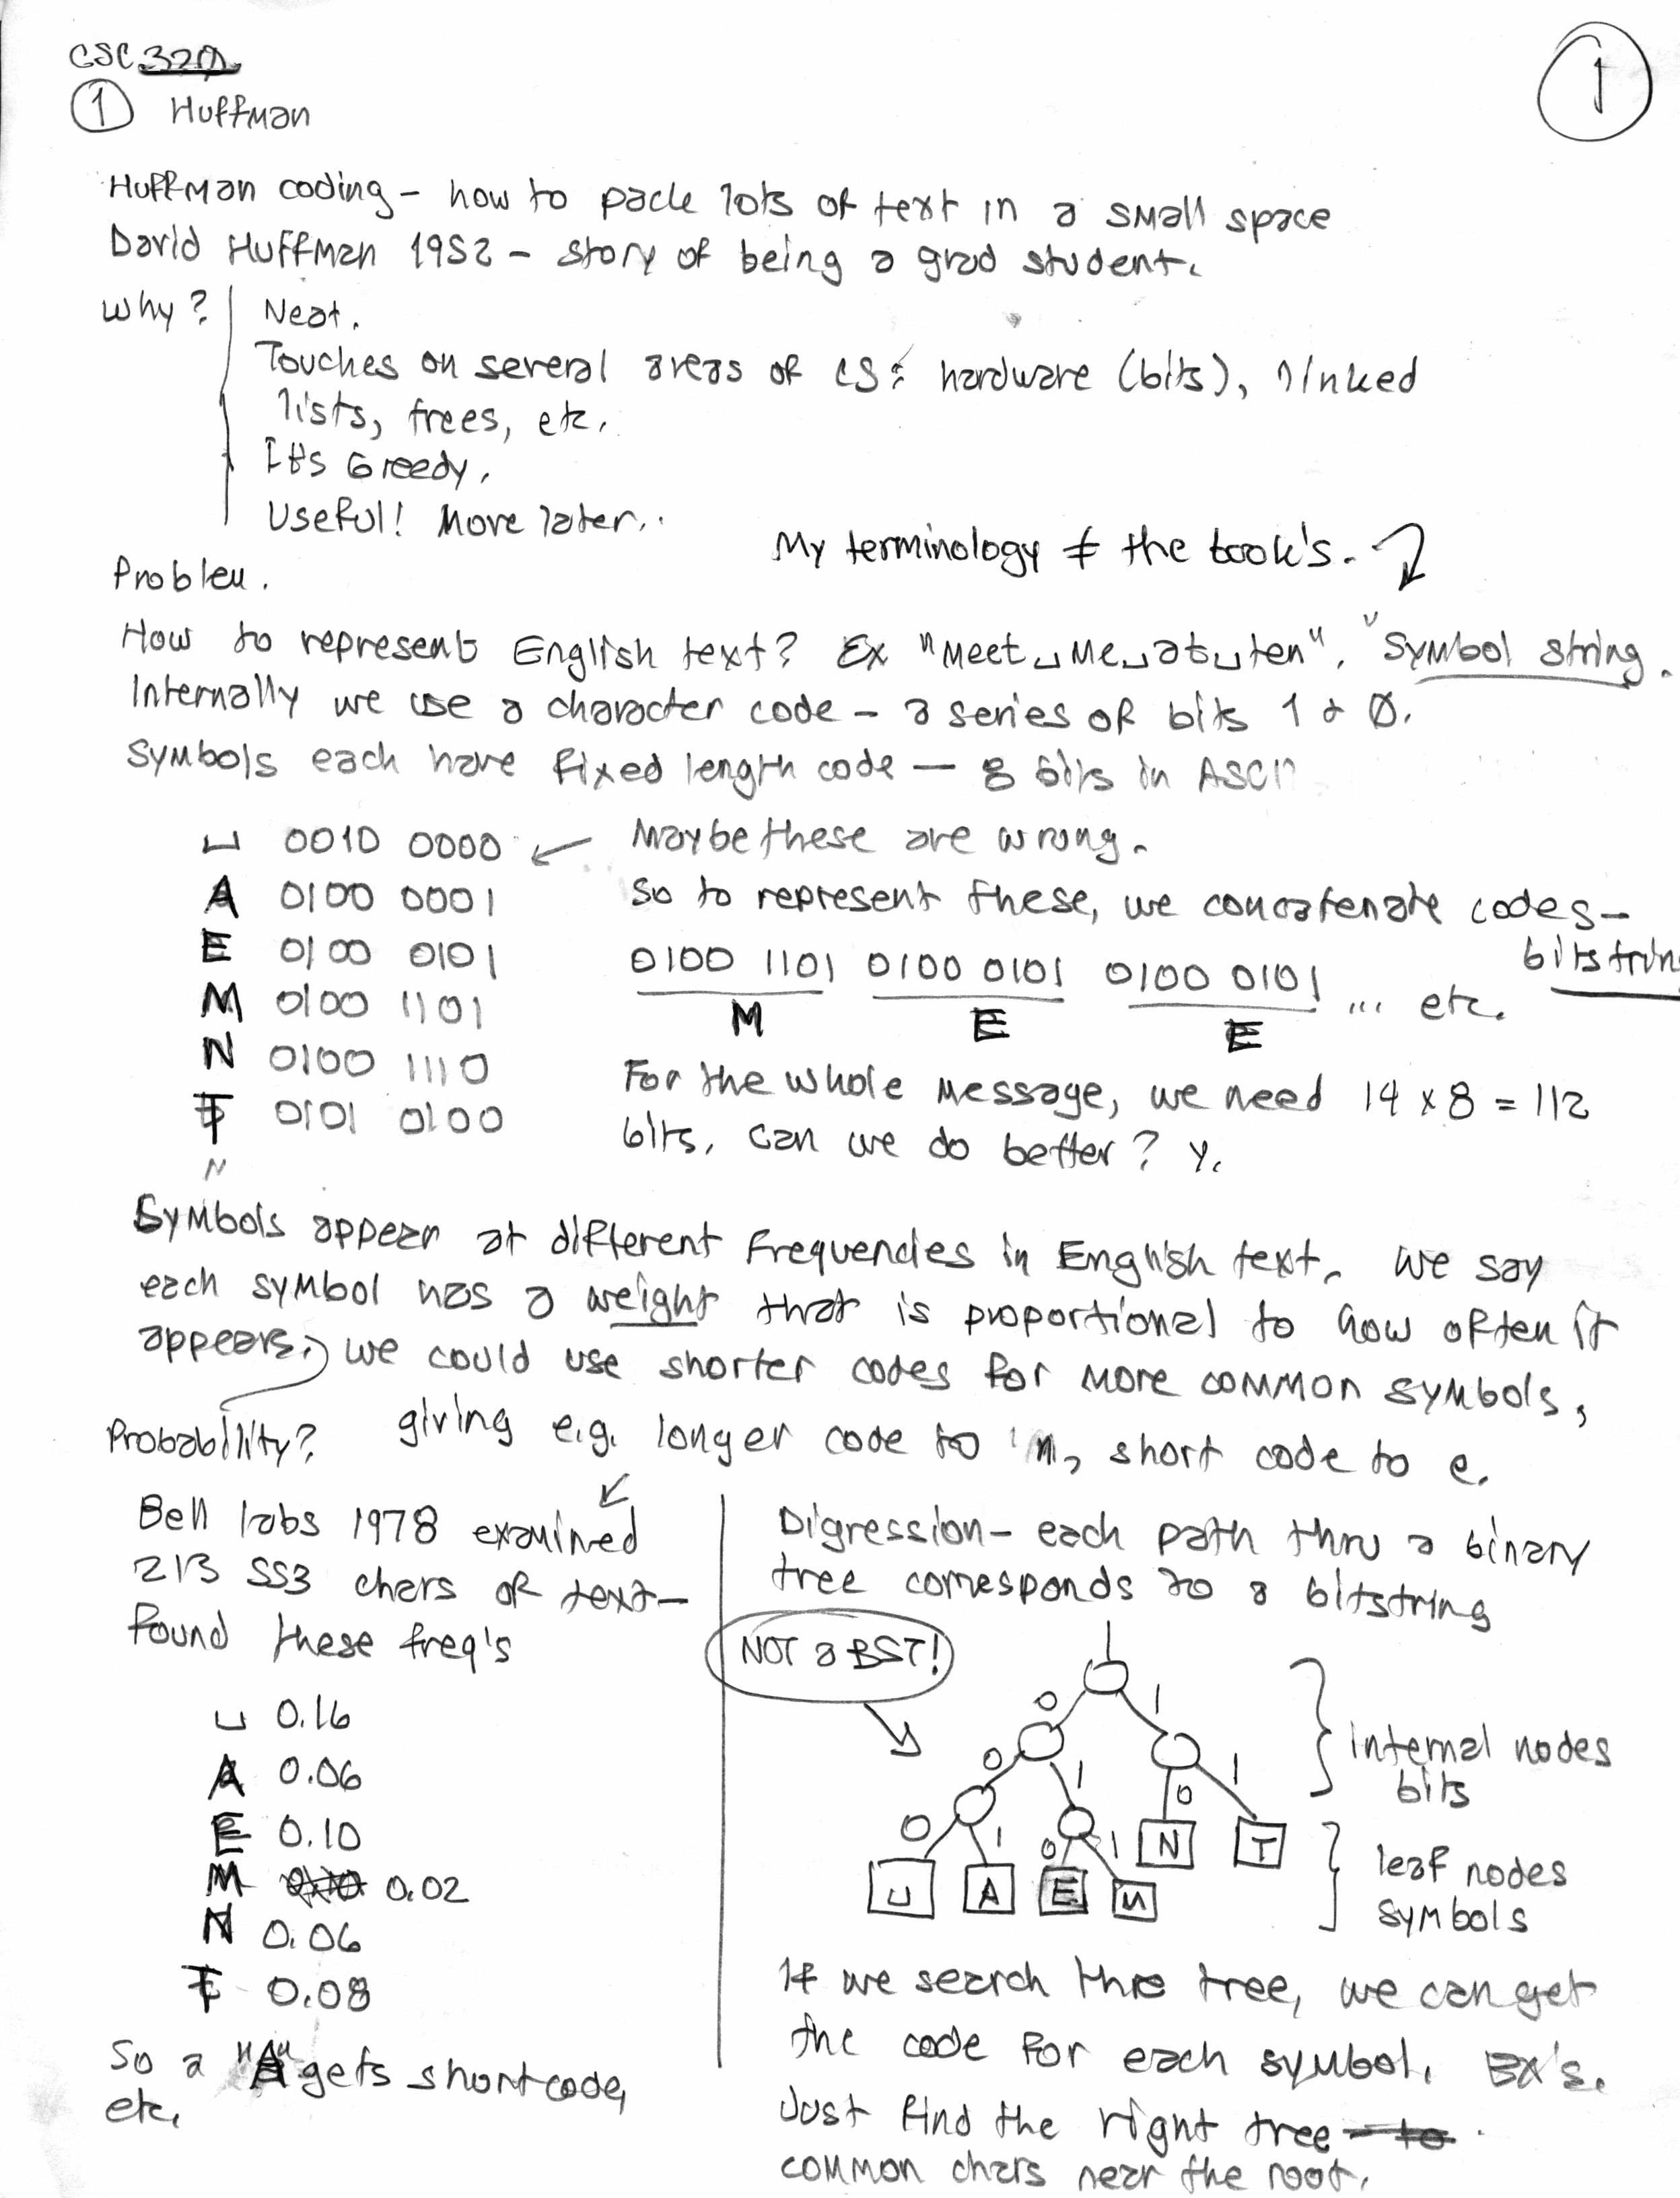 CSC 320
① Huffman
①
Huffman coding – how to pack lots of text in a small space
David Huffman 1952 – story of being a grad student.
Why? Neat.
Touches on several areas of CS: hardware (bits), linked
lists, trees, etc.
It's Greedy.
Useful! More later..
My terminology ≠ the book's.
Problem.
How to represent English text? Ex "Meet␣Me␣at␣ten". "Symbol string.
Internally we use a character code – a series of bits 1 & 0.
Symbols each have fixed length code — 8 bits in ASCII
␣ 0010 0000 ← Maybe these are wrong.
A 0100 0001
E 0100 0101
M 0100 1101
N 0100 1110
T 0101 0100
N
So to represent these, we concatenate codes–
bitstring
0100 1101 0100 0101 0100 0101 ... etc.
M E E
For the whole message, we need 14 x 8 = 112
bits. Can we do better? Y.
Symbols appear at different frequencies in English text. We say
each symbol has a weight that is proportional to how often it
appears. We could use shorter codes for more common symbols,
Probability? giving e.g. longer code to m, short code to e.
Bell labs 1978 examined
213 553 chars of text–
found these freq's
␣ 0.16
A 0.06
E 0.10
M 0.02
N 0.06
T 0.08
So a "A" gets short code,
etc.
Digression– each path thru a binary
tree corresponds to a bitstring
NOT a BST!
0 1
0 1 0 1
0 1 0 1 N T
␣ A E M
internal nodes
bits
leaf nodes
symbols
If we search this tree, we can get
the code for each symbol. Ex's.
Just find the right tree to
common chars near the root.